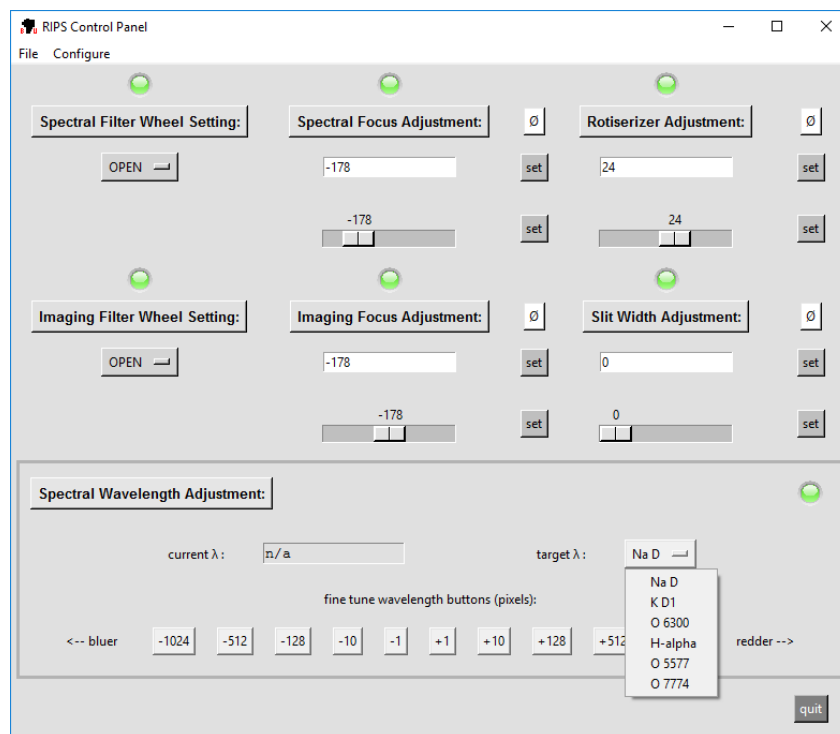 RIPS Control Panel
File Configure
Spectral Filter Wheel Setting: Spectral Focus Adjustment: Ø Rotiserizer Adjustment: Ø
OPEN -178 set 24 set
-178 set 24 set
Imaging Filter Wheel Setting: Imaging Focus Adjustment: Ø Slit Width Adjustment: Ø
OPEN -178 set 0 set
-178 set 0 set
Spectral Wavelength Adjustment:
current λ : n/a target λ : Na D
Na D
K D1
O 6300
H-alpha
O 5577
O 7774
fine tune wavelength buttons (pixels):
<-- bluer -1024 -512 -128 -10 -1 +1 +10 +128 +512 redder -->
quit